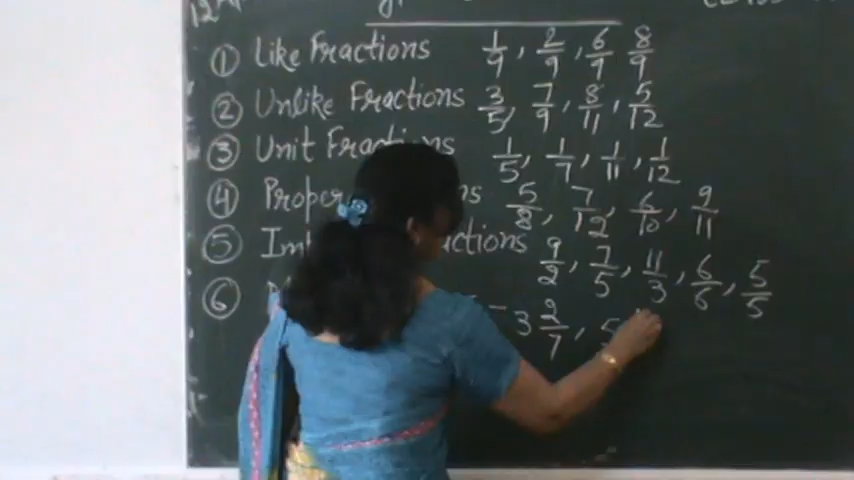 ① Like Fractions 1/9, 2/9, 6/9 8/9
② Unlike Fractions 3/5, 7/9, 8/11, 5/12
③ Unit Fractions 1/5, 1/7, 1/11, 1/12
④ Proper 5/8, 7/12, 6/10, 9/11
⑤ 9/2, 7/5, 11/3, 6/6, 5/5
⑥ 3 2/7, 5